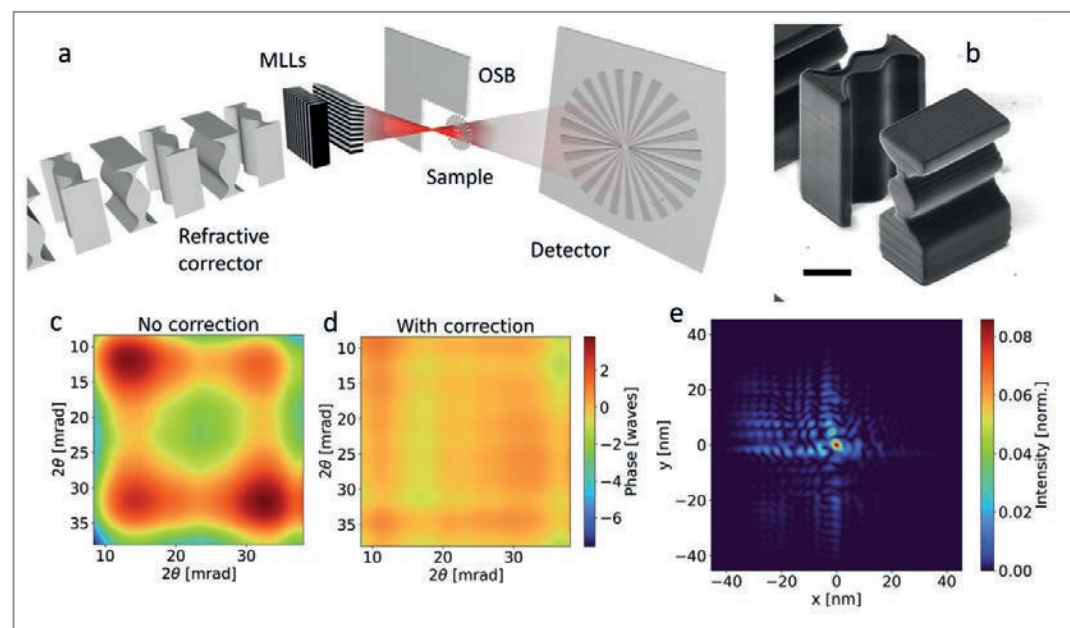 a
MLLs
OSB
Sample
Refractive
corrector
Detector
b
c
No correction
10
15
20
25
30
35
2θ [mrad]
10
20
30
2θ [mrad]
d
With correction
10
15
20
25
30
35
2θ [mrad]
10
20
30
2θ [mrad]
2
0
−2
−4
−6
Phase [waves]
e
40
20
0
−20
−40
y [nm]
−40
−20
0
20
40
x [nm]
0.08
0.06
0.04
0.02
0.00
Intensity [norm.]